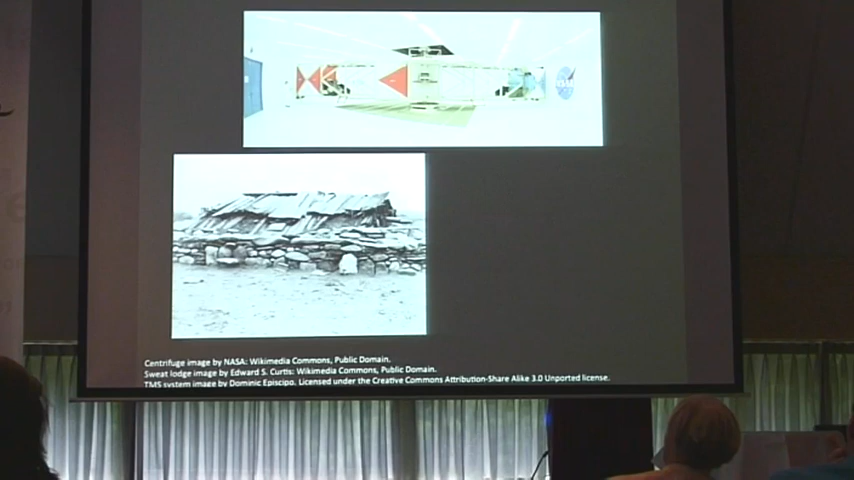 NASA
Centrifuge image by NASA: Wikimedia Commons, Public Domain.
Sweat lodge image by Edward S. Curtis: Wikimedia Commons, Public Domain.
TMS system image by Dominic Episcipo. Licensed under the Creative Commons Attribution-Share Alike 3.0 Unported license.